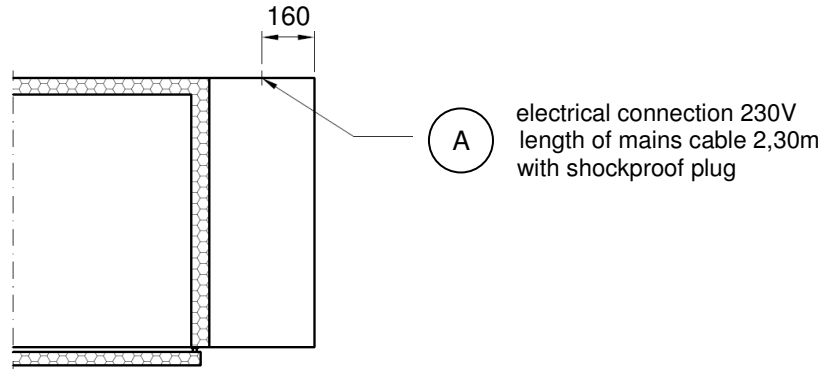 160
A
electrical connection 230V
length of mains cable 2,30m
with shockproof plug